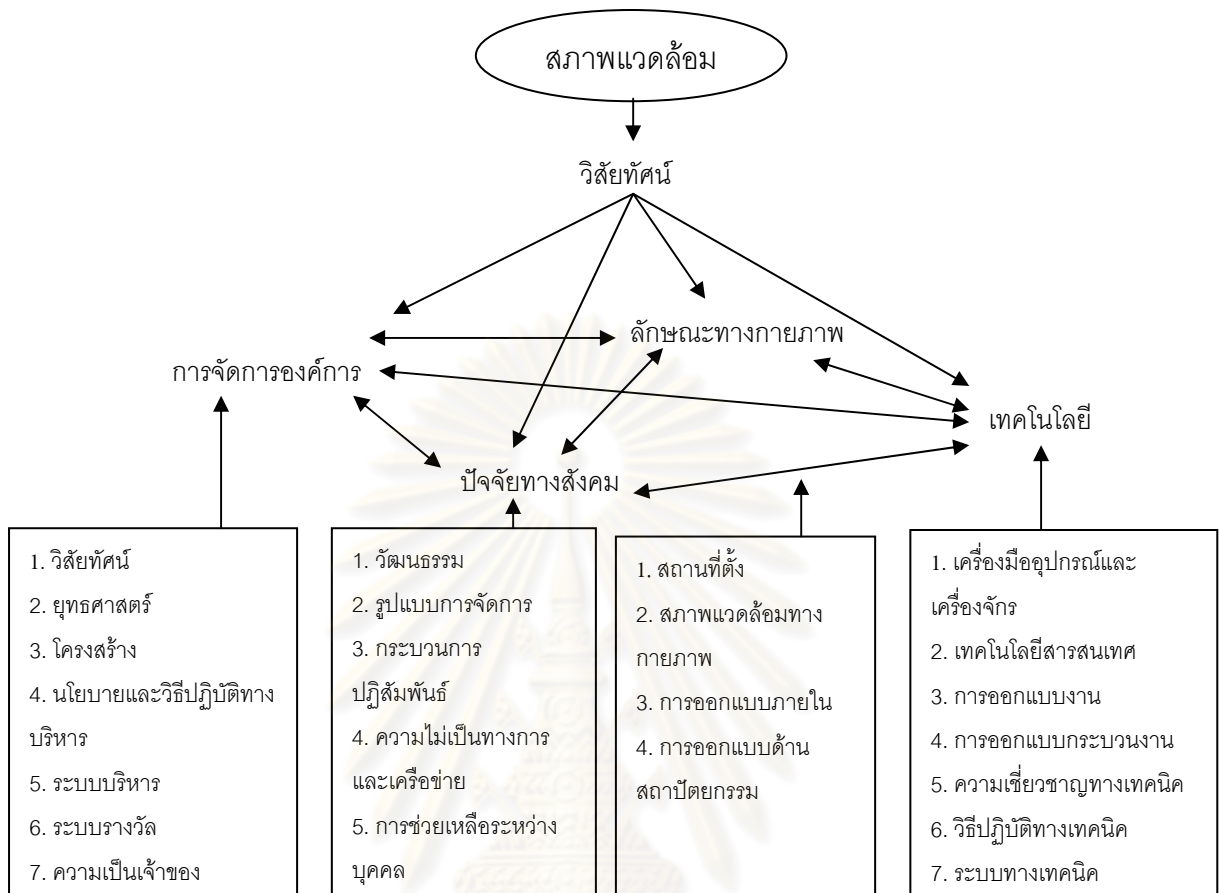 สภาพแวดล้อม
วิสัยทัศน์
ลักษณะทางกายภาพ
การจัดการองค์การ
เทคโนโลยี
ปัจจัยทางสังคม
1. วิสัยทัศน์
2. ยุทธศาสตร์
3. โครงสร้าง
4. นโยบายและวิธีปฏิบัติทาง
บริหาร
5. ระบบบริหาร
6. ระบบรางวัล
7. ความเป็นเจ้าของ
1. วัฒนธรรม
2. รูปแบบการจัดการ
3. กระบวนการ
ปฏิสัมพันธ์
4. ความไม่เป็นทางการ
และเครือข่าย
5. การช่วยเหลือระหว่าง
บุคคล
1. สถานที่ตั้ง
2. สภาพแวดล้อมทาง
กายภาพ
3. การออกแบบภายใน
4. การออกแบบด้าน
สถาปัตยกรรม
1. เครื่องมืออุปกรณ์และ
เครื่องจักร
2. เทคโนโลยีสารสนเทศ
3. การออกแบบงาน
4. การออกแบบกระบวนงาน
5. ความเชี่ยวชาญทางเทคนิค
6. วิธีปฏิบัติทางเทคนิค
7. ระบบทางเทคนิค